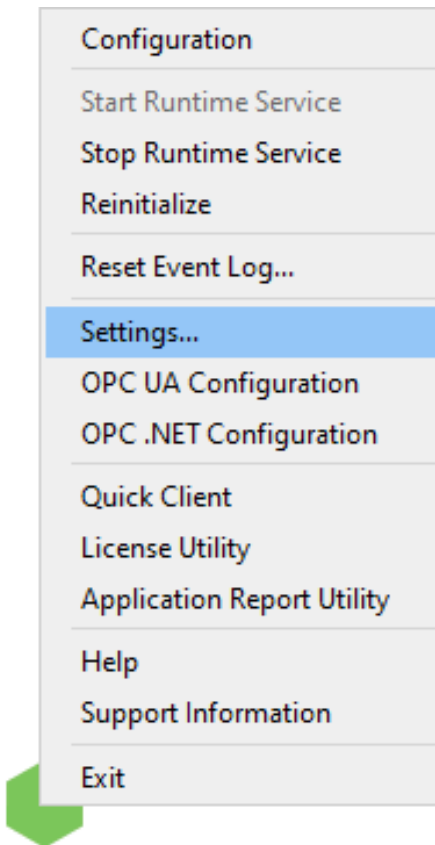 Configuration
Start Runtime Service
Stop Runtime Service
Reinitialize
Reset Event Log...
Settings...
OPC UA Configuration
OPC .NET Configuration
Quick Client
License Utility
Application Report Utility
Help
Support Information
Exit